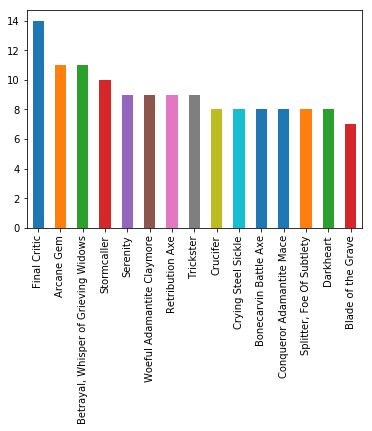 14
12
10
8
6
4
2
0
Final Critic
Arcane Gem
Betrayal, Whisper of Grieving Widows
Stormcaller
Serenity
Woeful Adamantite Claymore
Retribution Axe
Trickster
Crucifer
Crying Steel Sickle
Bonecarvin Battle Axe
Conqueror Adamantite Mace
Splitter, Foe Of Subtlety
Darkheart
Blade of the Grave